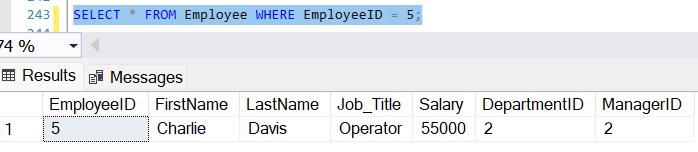 243 SELECT * FROM Employee WHERE EmployeeID = 5;
74 %
Results Messages
EmployeeID FirstName LastName Job_Title Salary DepartmentID ManagerID
1 5 Charlie Davis Operator 55000 2 2